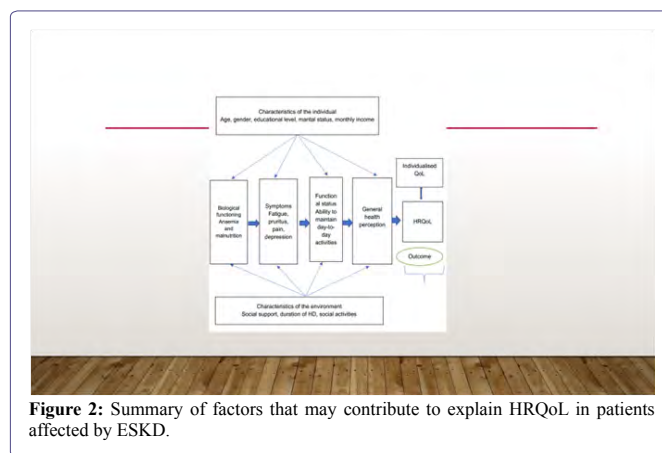 Characteristics of the individual
Age, gender, educational level, marital status, monthly income
Individualised
QoL
Biological
functioning
Anaemia
and
malnutrition
Symptoms
Fatigue,
pruritus,
pain,
depression
Function
al status
Ability to
maintain
day-to-
day
activities
General
health
perception
HRQoL
Outcome
Characteristics of the environment
Social support, duration of HD, social activities
Figure 2: Summary of factors that may contribute to explain HRQoL in patients
affected by ESKD.